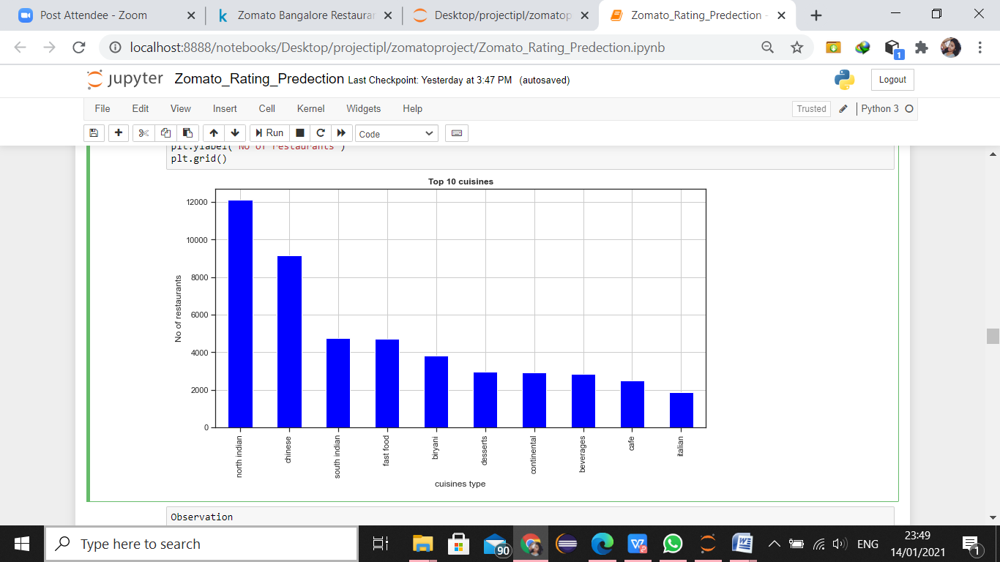 Post Attendee - Zoom
Zomato Bangalore Restaurar
Desktop/projectipl/zomatop
Zomato_Rating_Predection -
localhost:8888/notebooks/Desktop/projectipl/zomatoproject/Zomato_Rating_Predection.ipynb
1
jupyter Zomato_Rating_Predection Last Checkpoint: Yesterday at 3:47 PM (autosaved)
Logout
File Edit View Insert Cell Kernel Widgets Help
Trusted
Python 3
Run
Code
plt.ylabel('No of restaurants')
plt.grid()
Top 10 cuisines
12000
10000
8000
6000
4000
2000
0
No of restaurants
north indian
chinese
south indian
fast food
biryani
desserts
continental
beverages
cafe
italian
cuisines type
Observation
Type here to search
90
ENG
23:49
14/01/2021
1